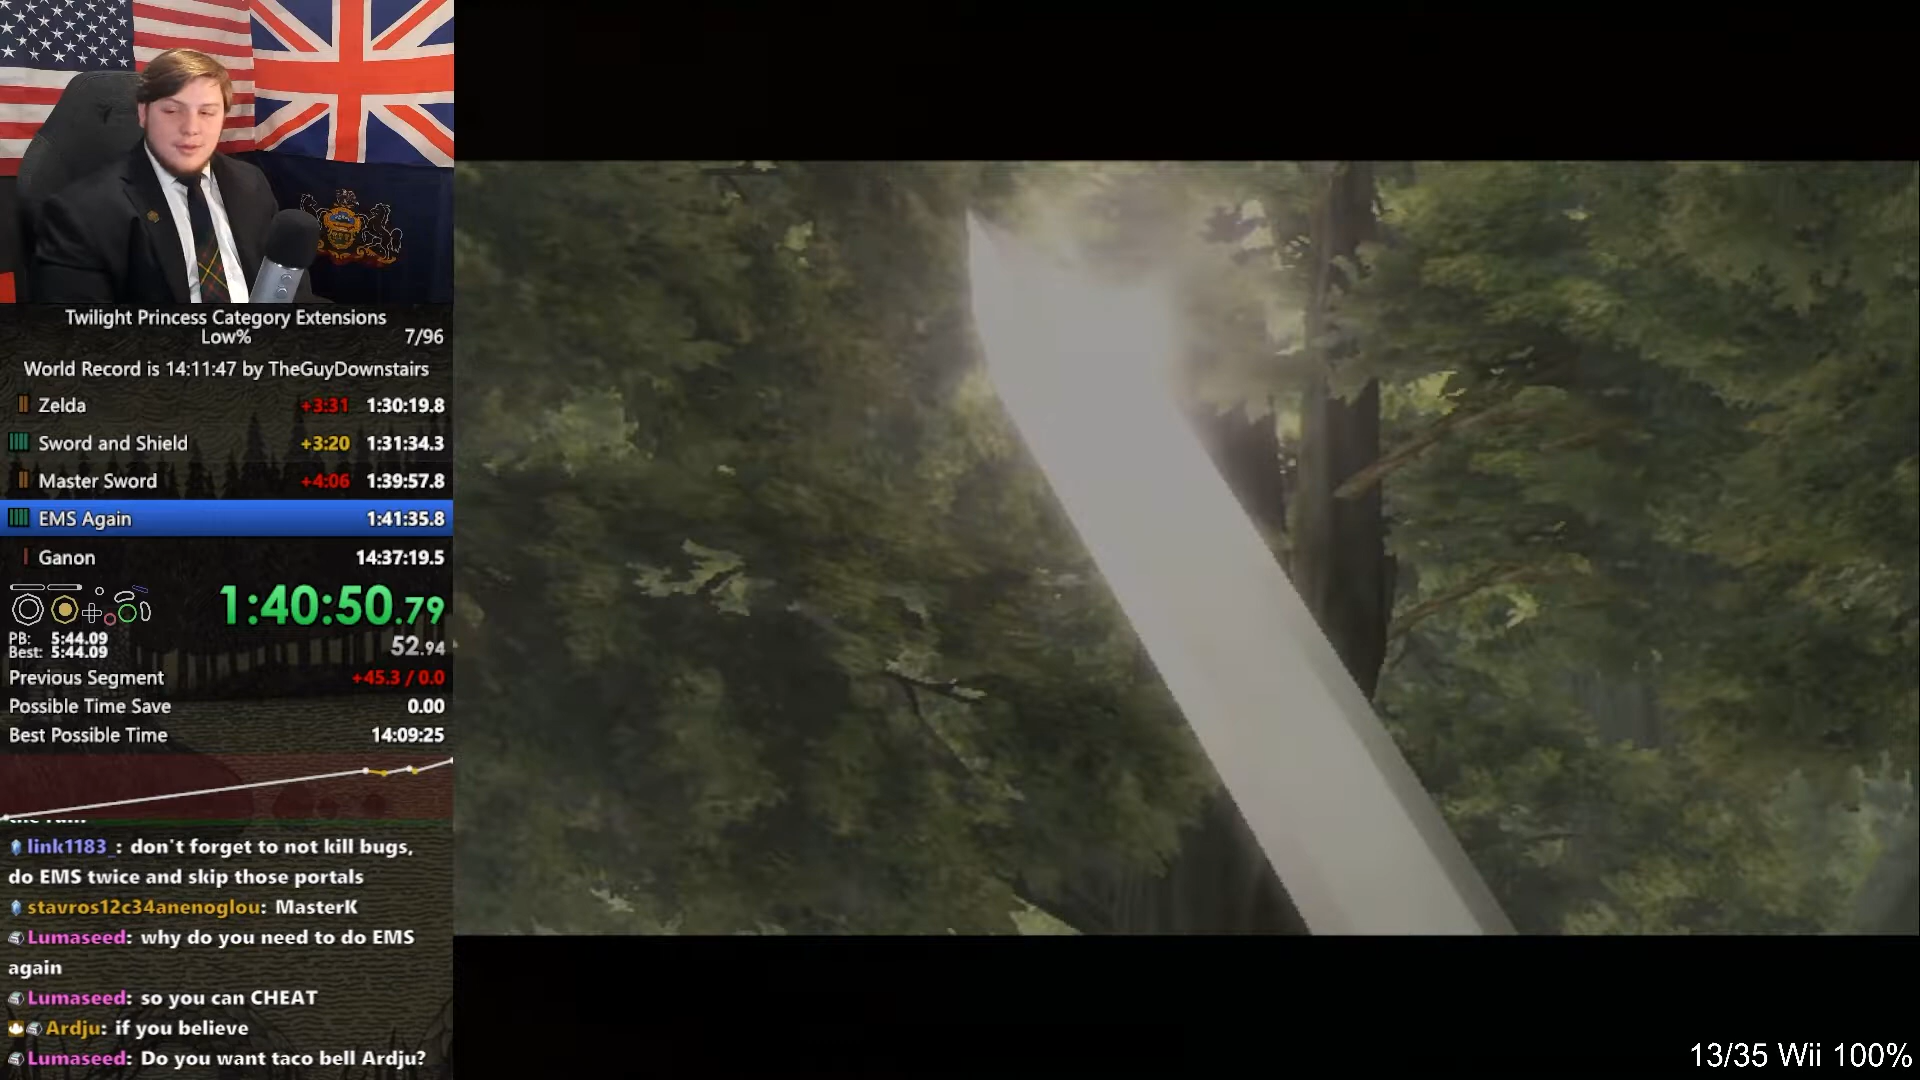 Twilight Princess Category Extensions
Low% 7/96
World Record is 14:11:47 by TheGuyDownstairs
Zelda +3:31 1:30:19.8
Sword and Shield +3:20 1:31:34.3
Master Sword +4:06 1:39:57.8
EMS Again 1:41:35.8
Ganon 14:37:19.5
1:40:50.79
PB: 5:44.09
Best: 5:44.09
52.94
Previous Segment +45.3 / 0.0
Possible Time Save 0.00
Best Possible Time 14:09:25
link1183_: don't forget to not kill bugs,
do EMS twice and skip those portals
stavros12c34anenoglou: MasterK
Lumaseed: why do you need to do EMS
again
Lumaseed: so you can CHEAT
Ardju: if you believe
Lumaseed: Do you want taco bell Ardju?
13/35 Wii 100%